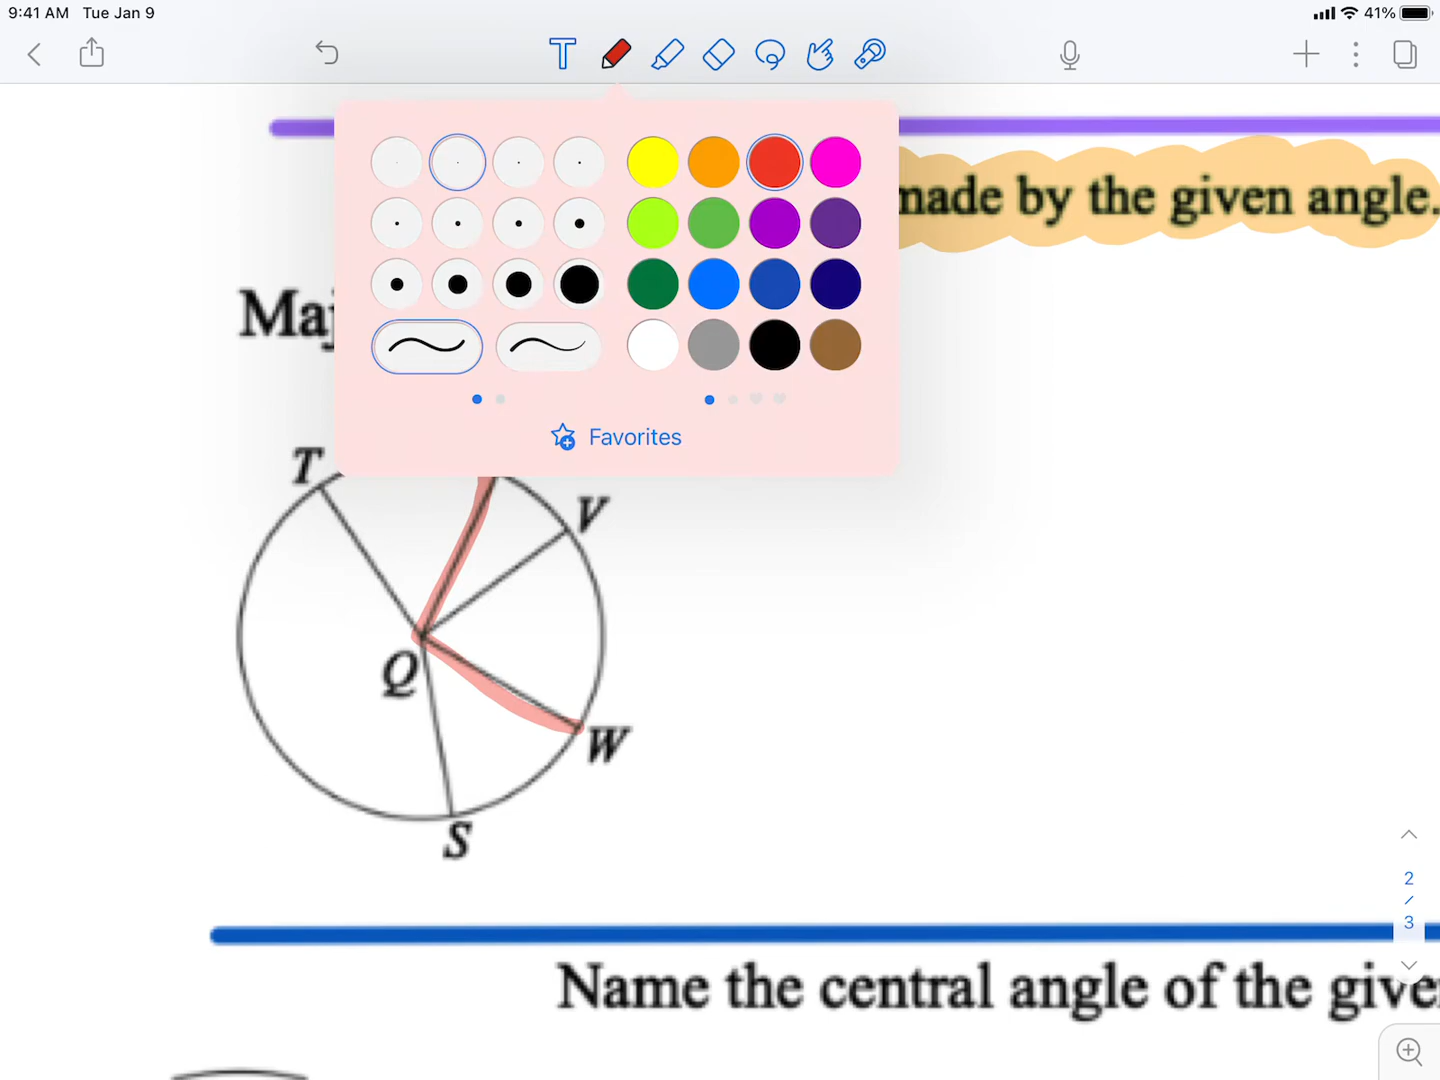 9:41 AM Tue Jan 9
41%
T
made by the given angle.
Maj
Favorites
T
V
Q
W
S
2
/
3
Name the central angle of the give